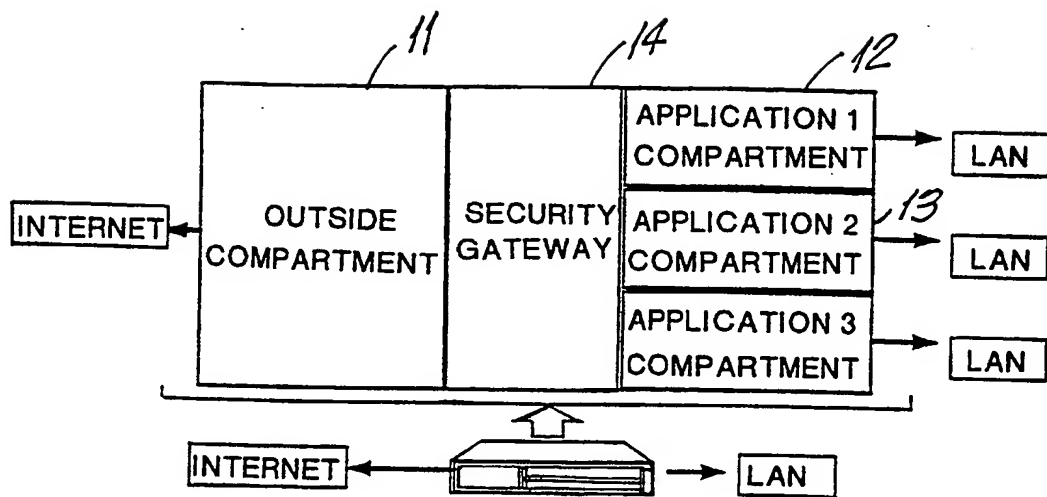 11
14
12
APPLICATION 1
COMPARTMENT
LAN
INTERNET
OUTSIDE
COMPARTMENT
SECURITY
GATEWAY
APPLICATION 2
COMPARTMENT
13
LAN
APPLICATION 3
COMPARTMENT
LAN
INTERNET
LAN